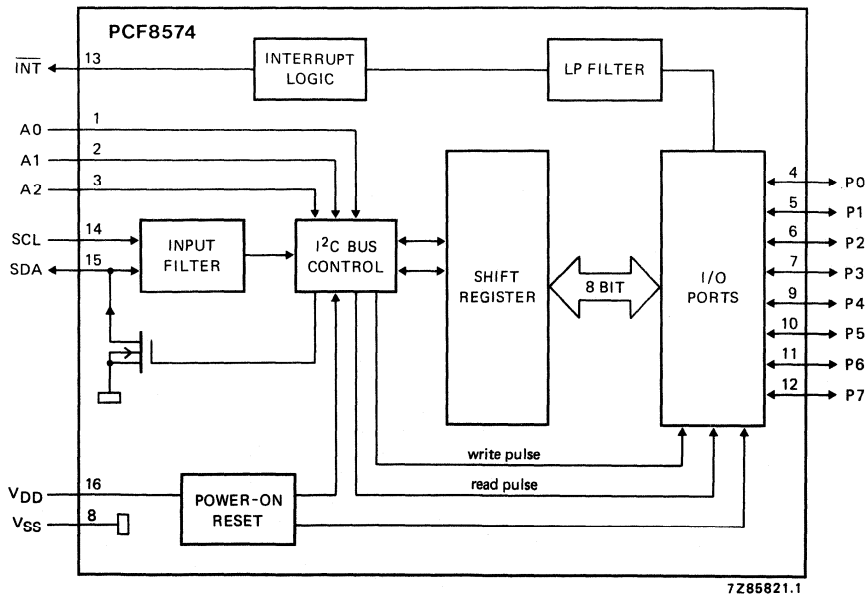 PCF8574
INT
13
INTERRUPT
LOGIC
LP FILTER
A0
1
A1
2
A2
3
SCL
14
SDA
15
INPUT
FILTER
I²C BUS
CONTROL
SHIFT
REGISTER
8 BIT
I/O
PORTS
4
P0
5
P1
6
P2
7
P3
9
P4
10
P5
11
P6
12
P7
write pulse
read pulse
VDD
16
POWER-ON
RESET
VSS
8
7Z85821.1